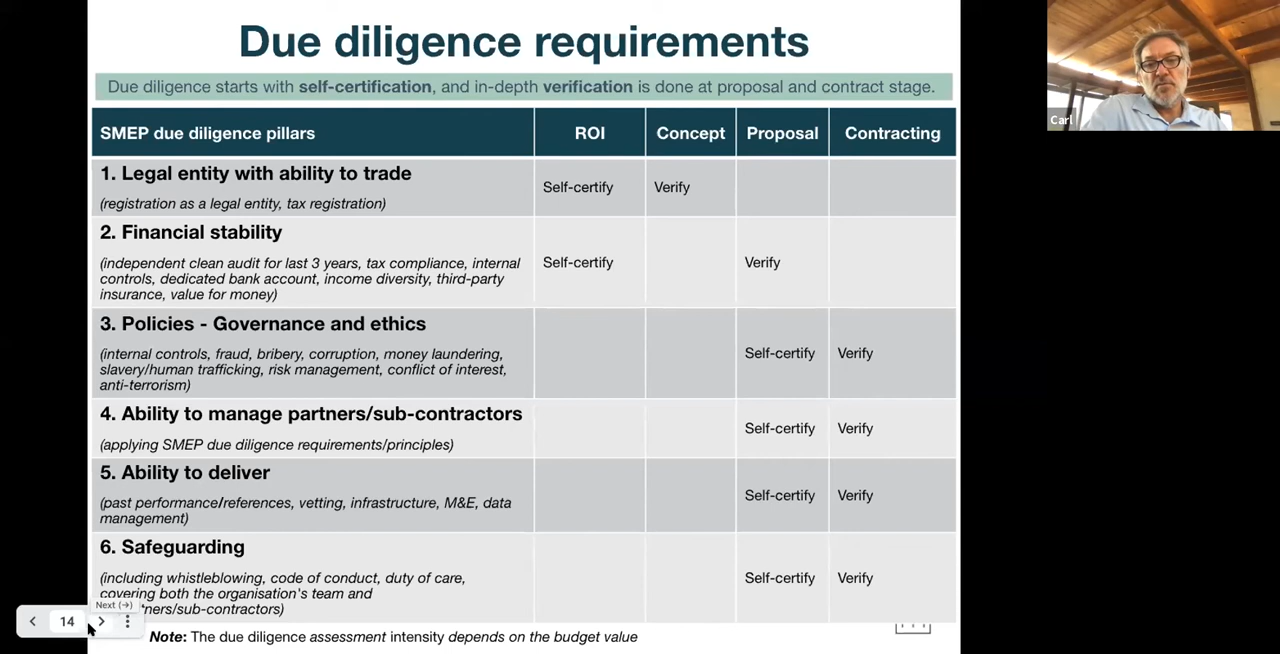 Due diligence requirements
Due diligence starts with self-certification, and in-depth verification is done at proposal and contract stage.
SMEP due diligence pillars ROI Concept Proposal Contracting
1. Legal entity with ability to trade
(registration as a legal entity, tax registration)
Self-certify Verify
2. Financial stability
(independent clean audit for last 3 years, tax compliance, internal
controls, dedicated bank account, income diversity, third-party
insurance, value for money)
Self-certify Verify
3. Policies - Governance and ethics
(internal controls, fraud, bribery, corruption, money laundering,
slavery/human trafficking, risk management, conflict of interest,
anti-terrorism)
Self-certify Verify
4. Ability to manage partners/sub-contractors
(applying SMEP due diligence requirements/principles)
Self-certify Verify
5. Ability to deliver
(past performance/references, vetting, infrastructure, M&E, data
management)
Self-certify Verify
6. Safeguarding
(including whistleblowing, code of conduct, duty of care,
covering both the organisation's team and
tners/sub-contractors)
Self-certify Verify
Next (→)
14
Note: The due diligence assessment intensity depends on the budget value
Carl